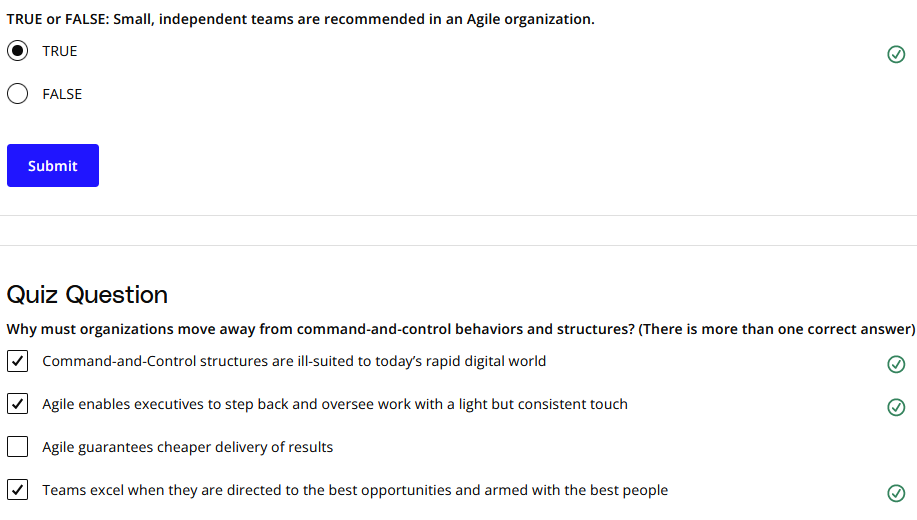 TRUE or FALSE: Small, independent teams are recommended in an Agile organization.
TRUE
FALSE
Submit
Quiz Question
Why must organizations move away from command-and-control behaviors and structures? (There is more than one correct answer)
Command-and-Control structures are ill-suited to today’s rapid digital world
Agile enables executives to step back and oversee work with a light but consistent touch
Agile guarantees cheaper delivery of results
Teams excel when they are directed to the best opportunities and armed with the best people